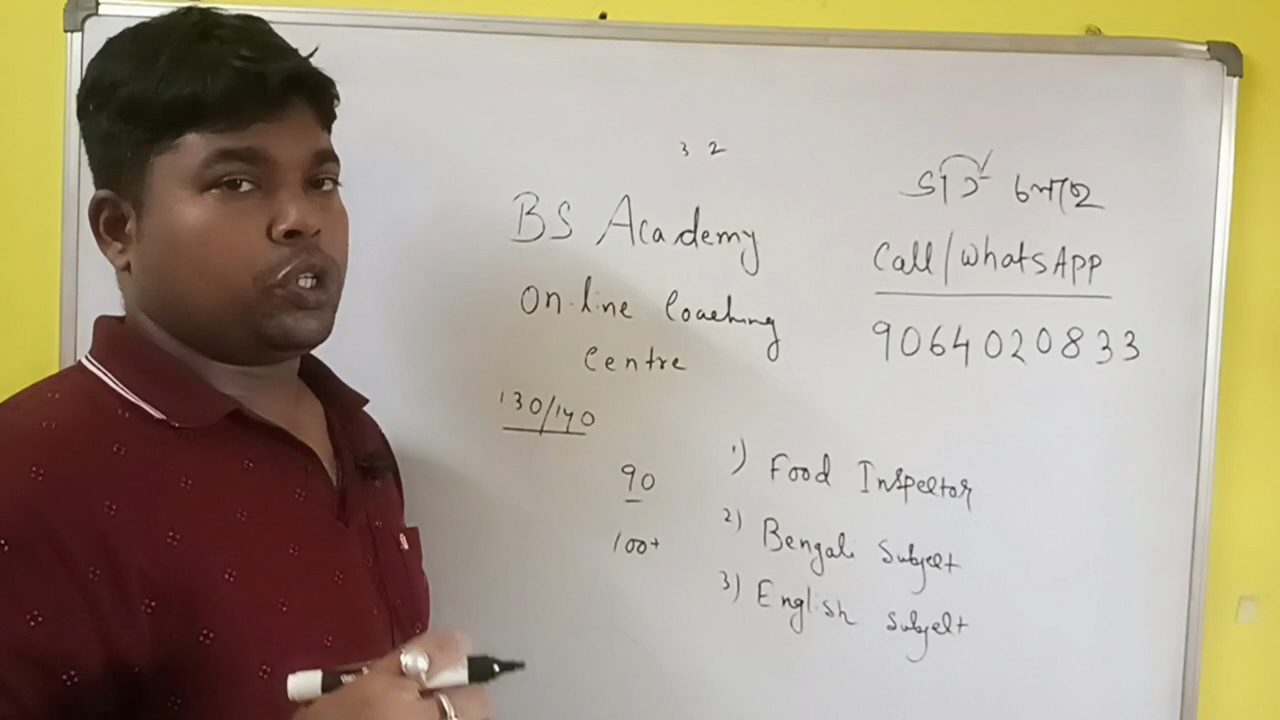 3 2
BS Academy
On-line Coaching
Centre
130/140
90
100+
Call/WhatsApp
9064020833
1) Food Inspector
2) Bengali Subject
3) English Subject